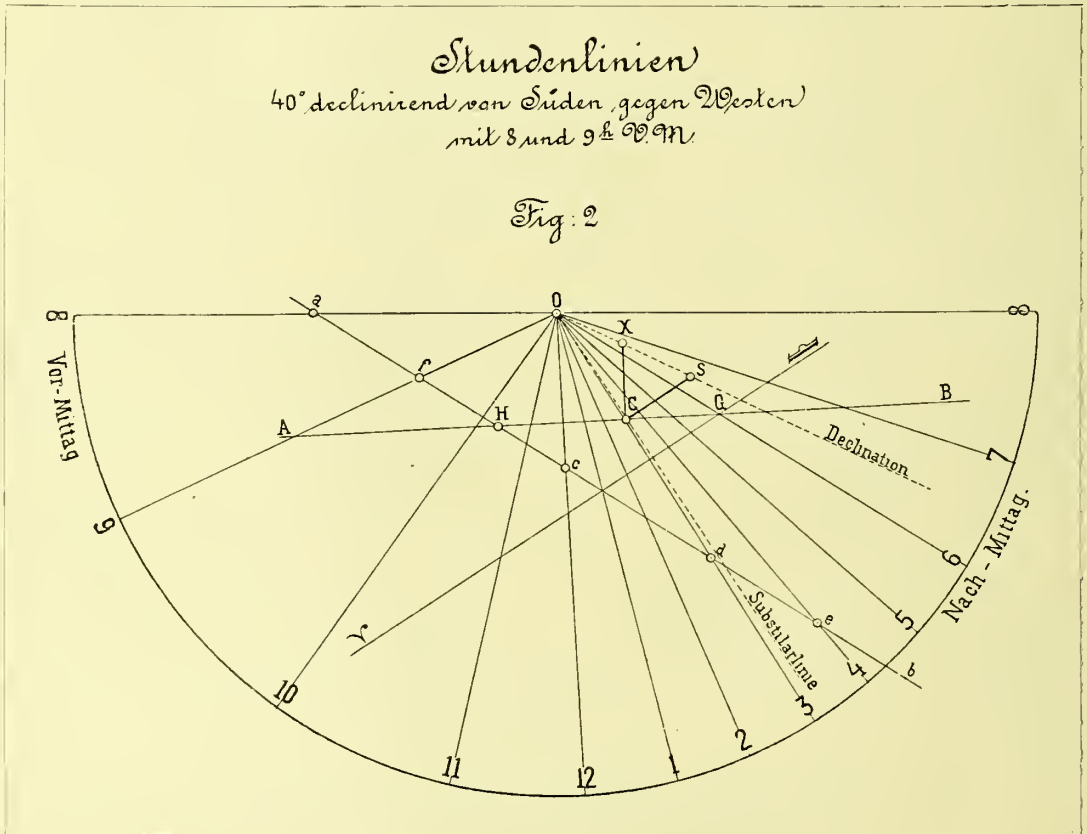 Stundenlinien
40° declinirend von Süden gegen Westen
mit 8 und 9h V. M.
Fig: 2
a
O
8
8
X
f
S
Vor-Mittag
H
C
G
B
A
Declination
c
7
9
d
6
Nach-Mittag.
Substilarlinie
e
5
♈
4
b
10
3
2
11
12
1
♎